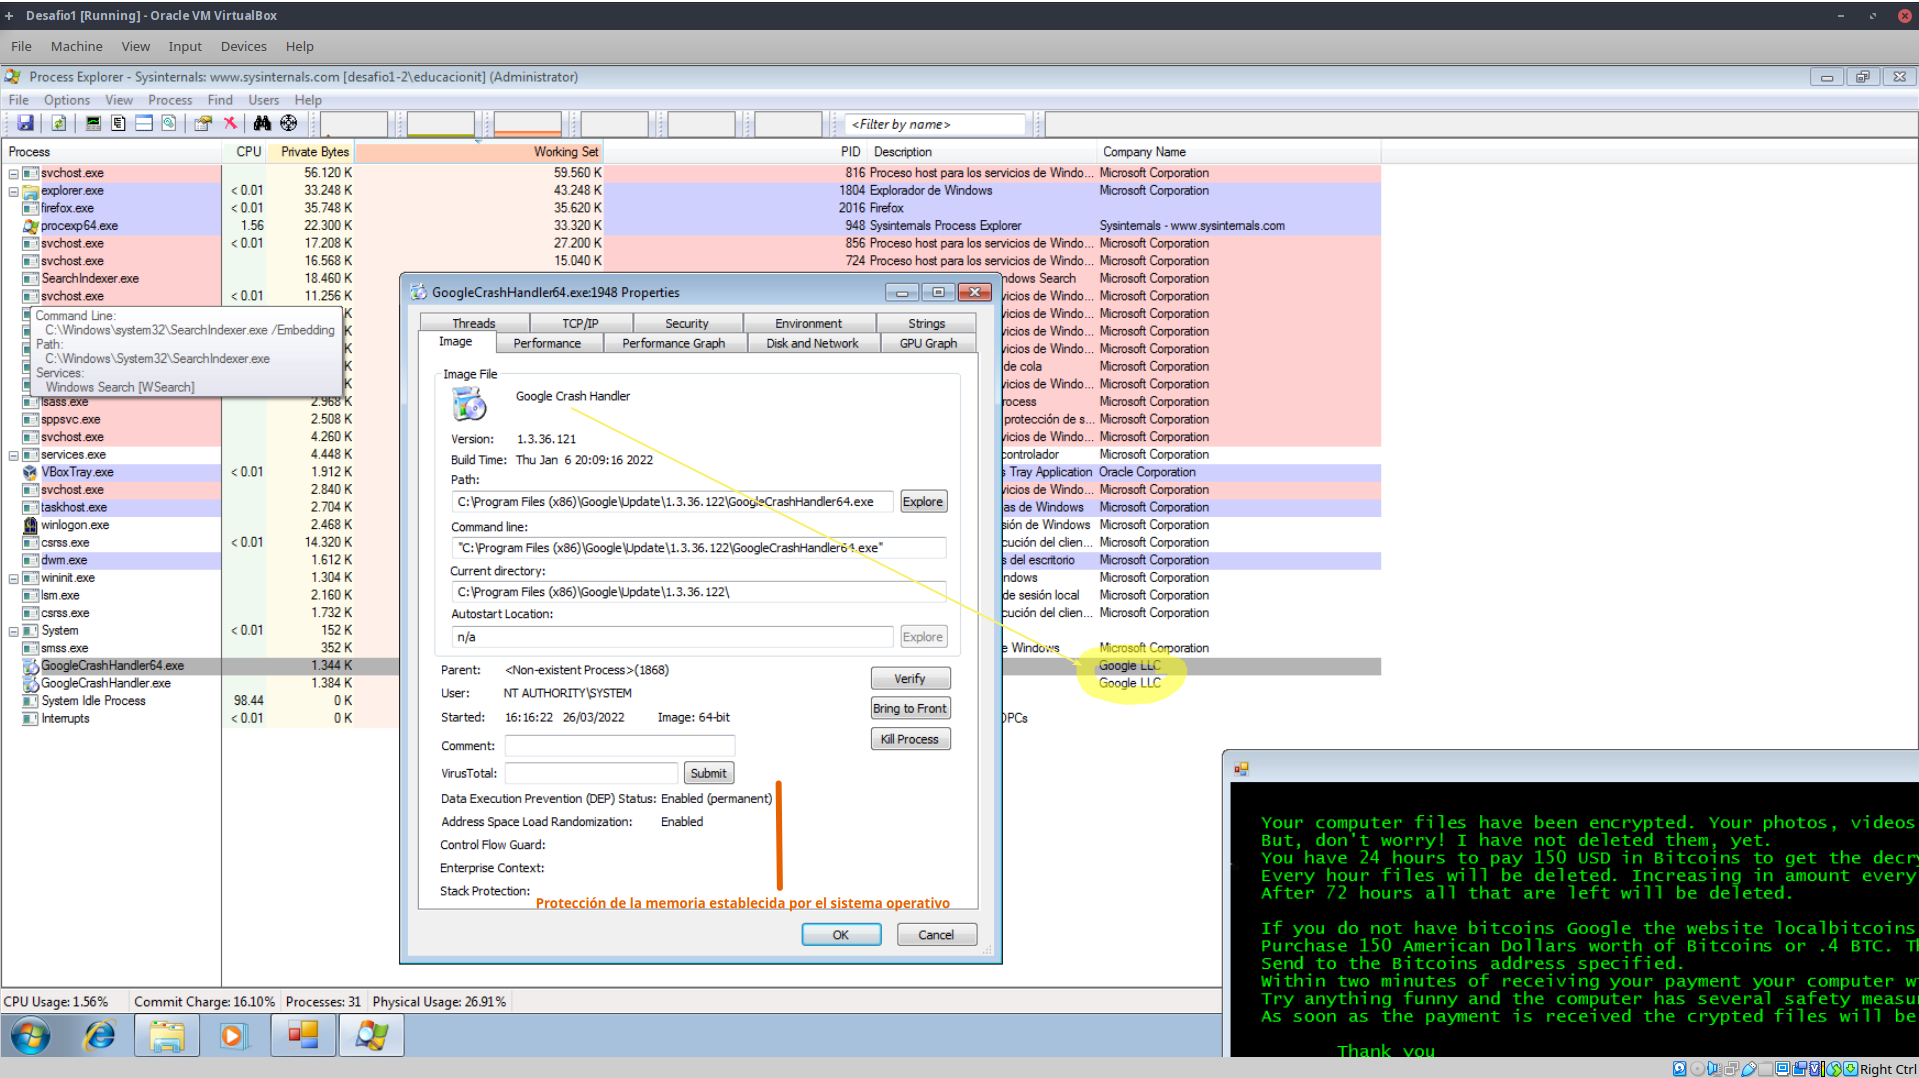 Desafio1 [Running] - Oracle VM VirtualBox
File Machine View Input Devices Help
Process Explorer - Sysinternals: www.sysinternals.com [desafio1-2\educacionit] (Administrator)
File Options View Process Find Users Help
<Filter by name>
Process CPU Private Bytes Working Set PID Description Company Name
svchost.exe 56.120 K 59.560 K 816 Proceso host para los servicios de Windo... Microsoft Corporation
explorer.exe < 0.01 33.248 K 43.248 K 1804 Explorador de Windows Microsoft Corporation
firefox.exe < 0.01 35.748 K 35.620 K 2016 Firefox
procexp64.exe 1.56 22.300 K 33.320 K 948 Sysinternals Process Explorer Sysinternals - www.sysinternals.com
svchost.exe < 0.01 17.208 K 27.200 K 856 Proceso host para los servicios de Windo... Microsoft Corporation
svchost.exe 16.568 K 15.040 K 724 Proceso host para los servicios de Windo... Microsoft Corporation
SearchIndexer.exe 18.460 K ndows Search Microsoft Corporation
svchost.exe < 0.01 11.256 K vicios de Windo... Microsoft Corporation
K vicios de Windo... Microsoft Corporation
K vicios de Windo... Microsoft Corporation
K vicios de Windo... Microsoft Corporation
K de cola Microsoft Corporation
K vicios de Windo... Microsoft Corporation
Command Line:
C:\Windows\system32\SearchIndexer.exe /Embedding
Path:
C:\Windows\System32\SearchIndexer.exe
Services:
Windows Search [WSearch]
lsass.exe 2.968 K rocess Microsoft Corporation
sppsvc.exe 2.508 K protección de s... Microsoft Corporation
svchost.exe 4.260 K vicios de Windo... Microsoft Corporation
services.exe 4.448 K controlador Microsoft Corporation
VBoxTray.exe < 0.01 1.912 K s Tray Application Oracle Corporation
svchost.exe 2.840 K vicios de Windo... Microsoft Corporation
taskhost.exe 2.704 K as de Windows Microsoft Corporation
winlogon.exe 2.468 K sión de Windows Microsoft Corporation
csrss.exe < 0.01 14.320 K cución del clien... Microsoft Corporation
dwm.exe 1.612 K s del escritorio Microsoft Corporation
wininit.exe 1.304 K ndows Microsoft Corporation
lsm.exe 2.160 K de sesión local Microsoft Corporation
csrss.exe 1.732 K cución del clien... Microsoft Corporation
System < 0.01 152 K
smss.exe 352 K e Windows Microsoft Corporation
GoogleCrashHandler64.exe 1.344 K Google LLC
GoogleCrashHandler.exe 1.384 K Google LLC
System Idle Process 98.44 0 K
Interrupts < 0.01 0 K DPCs
GoogleCrashHandler64.exe:1948 Properties
Threads TCP/IP Security Environment Strings
Image Performance Performance Graph Disk and Network GPU Graph
Image File
Google Crash Handler
Version: 1.3.36.121
Build Time: Thu Jan 6 20:09:16 2022
Path:
C:\Program Files (x86)\Google\Update\1.3.36.122\GoogleCrashHandler64.exe Explore
Command line:
"C:\Program Files (x86)\Google\Update\1.3.36.122\GoogleCrashHandler64.exe"
Current directory:
C:\Program Files (x86)\Google\Update\1.3.36.122\
Autostart Location:
n/a Explore
Parent: <Non-existent Process>(1868) Verify
User: NT AUTHORITY\SYSTEM
Started: 16:16:22 26/03/2022 Image: 64-bit Bring to Front
Comment: Kill Process
VirusTotal: Submit
Data Execution Prevention (DEP) Status: Enabled (permanent)
Address Space Load Randomization: Enabled
Control Flow Guard:
Enterprise Context:
Stack Protection:
Protección de la memoria establecida por el sistema operativo
OK Cancel
Your computer files have been encrypted. Your photos, videos
But, don't worry! I have not deleted them, yet.
You have 24 hours to pay 150 USD in Bitcoins to get the decry
Every hour files will be deleted. Increasing in amount every
After 72 hours all that are left will be deleted.
If you do not have bitcoins Google the website localbitcoins
Purchase 150 American Dollars worth of Bitcoins or .4 BTC. Th
Send to the Bitcoins address specified.
Within two minutes of receiving your payment your computer w
Try anything funny and the computer has several safety measu
As soon as the payment is received the crypted files will be
Thank you
CPU Usage: 1.56% Commit Charge: 16.10% Processes: 31 Physical Usage: 26.91%
Right Ctrl